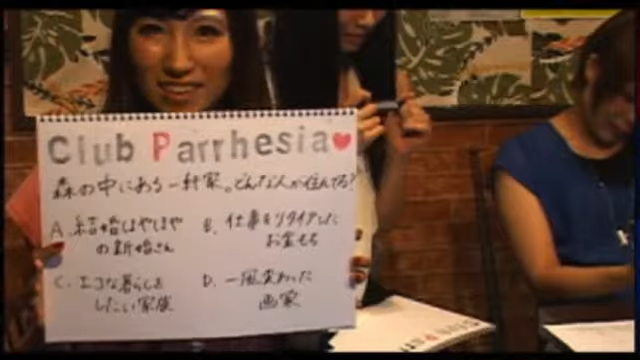 Club Parrhesia♥
森の中にある一軒家。どんな人が住んでる?
A. 結婚ほやほや
の新婚さん
B. 仕事をリタイアした
お金もち
C. エコな暮らしを
したい家族
D. 一風変わった
画家